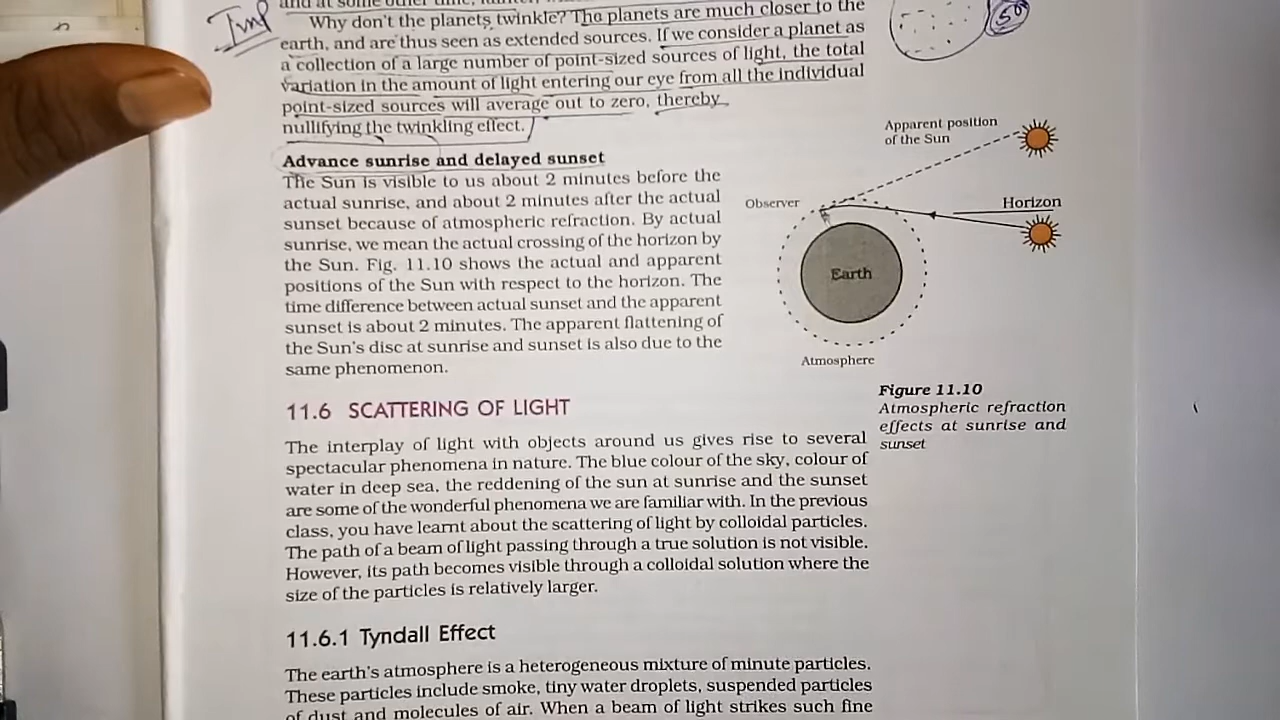 Imp
Why don't the planets twinkle? The planets are much closer to the
earth, and are thus seen as extended sources. If we consider a planet as
a collection of a large number of point-sized sources of light, the total
variation in the amount of light entering our eye from all the individual
point-sized sources will average out to zero, thereby
nullifying the twinkling effect.
Advance sunrise and delayed sunset
The Sun is visible to us about 2 minutes before the
actual sunrise, and about 2 minutes after the actual
sunset because of atmospheric refraction. By actual
sunrise, we mean the actual crossing of the horizon by
the Sun. Fig. 11.10 shows the actual and apparent
positions of the Sun with respect to the horizon. The
time difference between actual sunset and the apparent
sunset is about 2 minutes. The apparent flattening of
the Sun's disc at sunrise and sunset is also due to the
same phenomenon.
Apparent position
of the Sun
Observer
Horizon
Earth
Atmosphere
Figure 11.10
Atmospheric refraction
effects at sunrise and
sunset
11.6 SCATTERING OF LIGHT
The interplay of light with objects around us gives rise to several
spectacular phenomena in nature. The blue colour of the sky, colour of
water in deep sea, the reddening of the sun at sunrise and the sunset
are some of the wonderful phenomena we are familiar with. In the previous
class, you have learnt about the scattering of light by colloidal particles.
The path of a beam of light passing through a true solution is not visible.
However, its path becomes visible through a colloidal solution where the
size of the particles is relatively larger.
11.6.1 Tyndall Effect
The earth's atmosphere is a heterogeneous mixture of minute particles.
These particles include smoke, tiny water droplets, suspended particles
of dust and molecules of air. When a beam of light strikes such fine